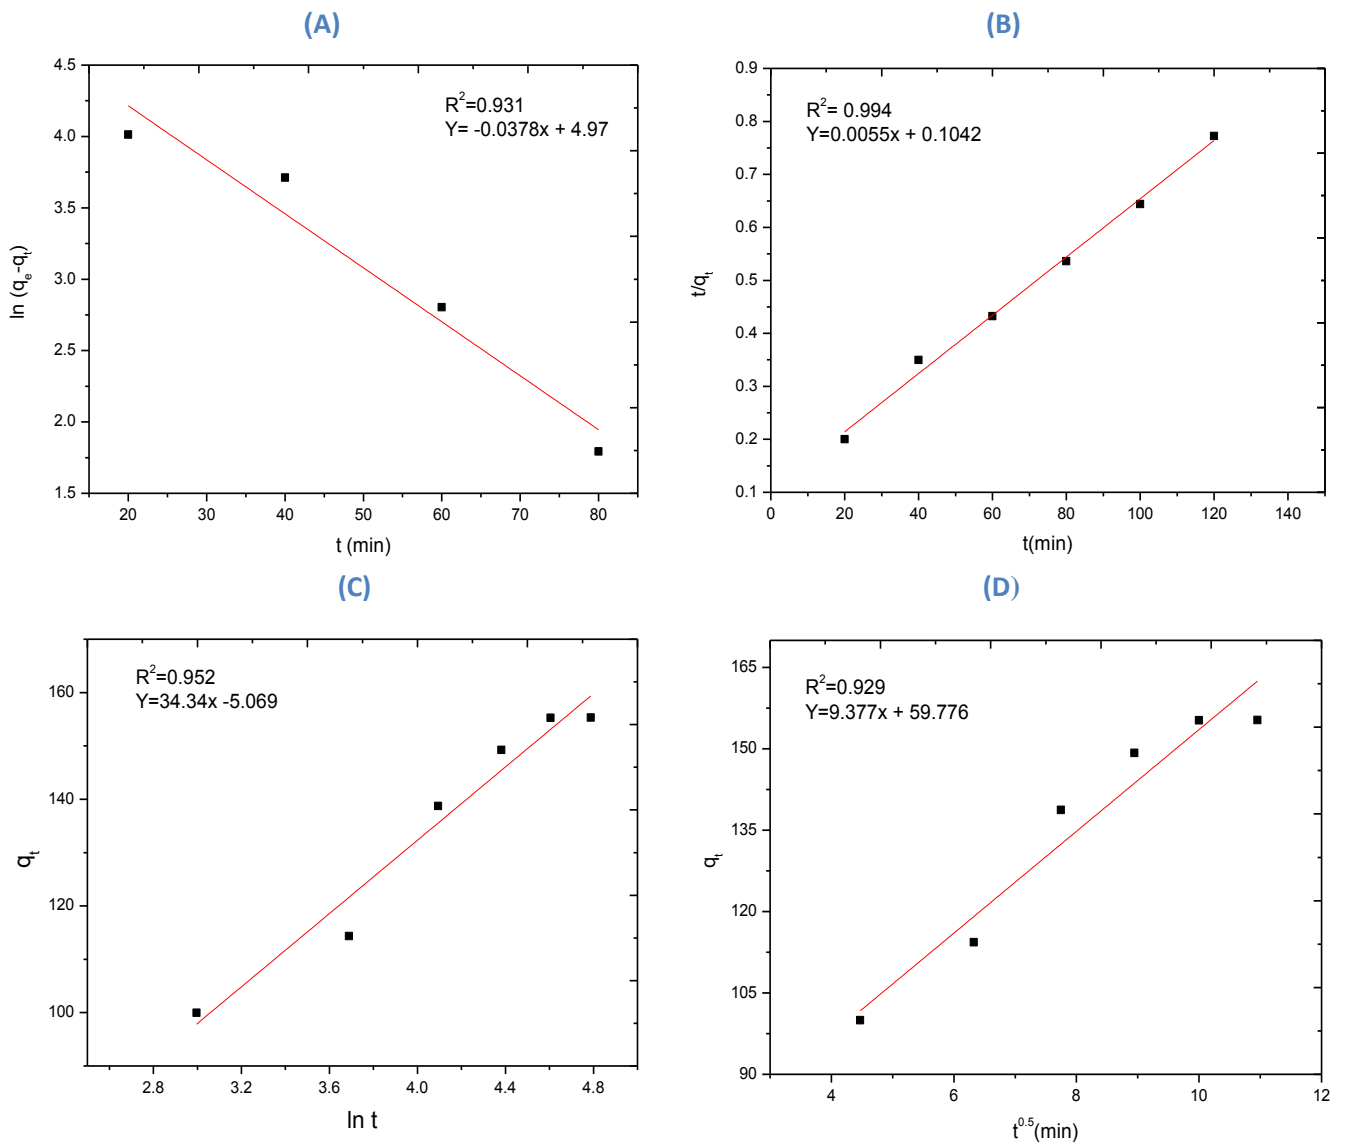 (A)
4.5
4.0
3.5
3.0
2.5
2.0
1.5
ln (qe-qt)
R2=0.931
Y= -0.0378x + 4.97
20 30 40 50 60 70 80
t (min)
(B)
0.9
0.8
0.7
0.6
0.5
0.4
0.3
0.2
0.1
t/qt
R2= 0.994
Y=0.0055x + 0.1042
0 20 40 60 80 100 120 140
t(min)
(C)
160
140
120
100
qt
R2=0.952
Y=34.34x -5.069
2.8 3.2 3.6 4.0 4.4 4.8
ln t
(D)
165
150
135
120
105
90
qt
R2=0.929
Y=9.377x + 59.776
4 6 8 10 12
t0.5(min)